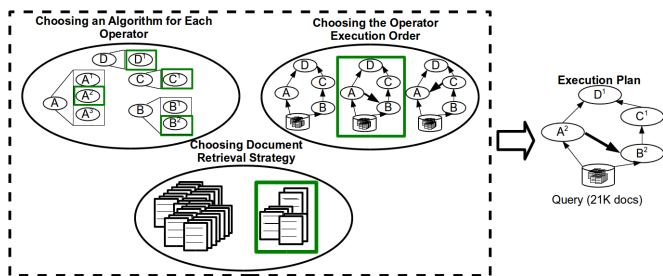 Choosing an Algorithm for Each
Operator
D D¹
A¹
C C¹
A A²
B¹
A³ B
B²
Choosing the Operator
Execution Order
D D D
C C C
A A A
B B B
Choosing Document
Retrieval Strategy
Execution Plan
D¹
C¹
A²
B²
Query (21K docs)